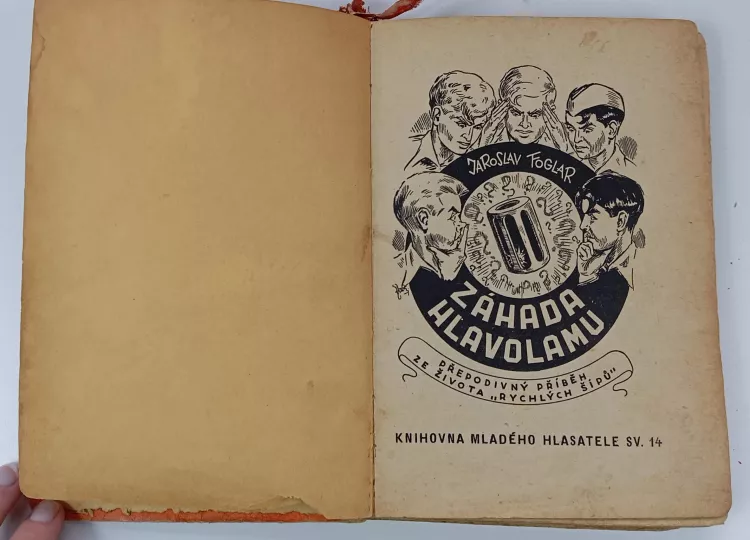 JAROSLAV FOGLAR
ZÁHADA
HLAVOLAMU
PŘEPODIVNÝ PŘÍBĚH
ZE ŽIVOTA „RYCHLÝCH ŠÍPŮ"
KNIHOVNA MLADÉHO HLASATELE SV. 14